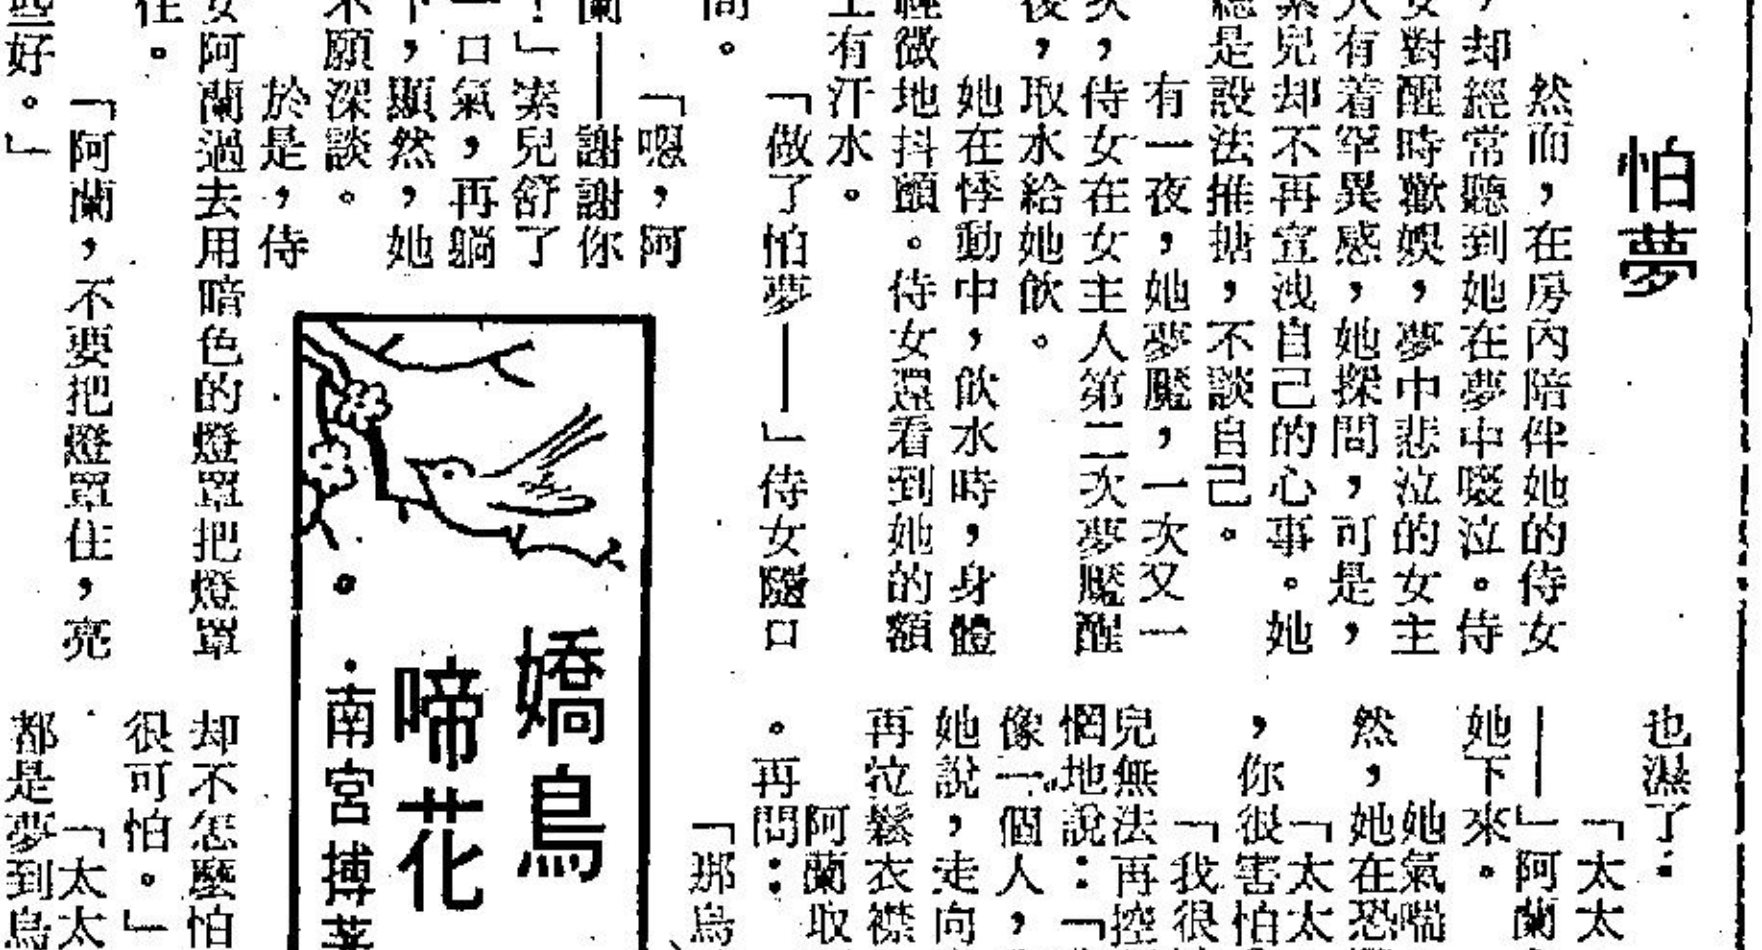 怕夢
然而，在房內陪伴她的侍女
，却經常聽到她在夢中啜泣。侍
女對醒時歡娛，夢中悲泣的女主
人有着罕異感，她探問，可是，
索兒却不再宣洩自己的心事。她
總是設法推搪，不談自己。
有一夜，她夢魘，一次又一
次，侍女在女主人第二次夢魘醒
後，取水給她飲。
她在悸動中，飲水時，身體
輕微地抖顫。侍女還看到她的額
上有汗水。
「做了怕夢——」侍女隨口
問。
「嗯，阿
蘭——謝謝你
！」索兒舒了
一口氣，再躺
下，顯然，她
不願深談。
於是，侍
女阿蘭過去用暗色的燈罩把燈罩
住。
「阿蘭，不要把燈罩住，亮
些好。」
嬌鳥
啼花
·南宮搏著
也濕了：
「太太
——」阿蘭
她下來。
她氣喘
然，她在恐
「太太
，你很害怕
「我很
兒無法再控
惘地說：「
像一個人，
她說，走向
再拉鬆衣襟
阿蘭取
。再問：
「那鳥
却不怎麼怕
很可怕。」
「太太
都是夢到鳥